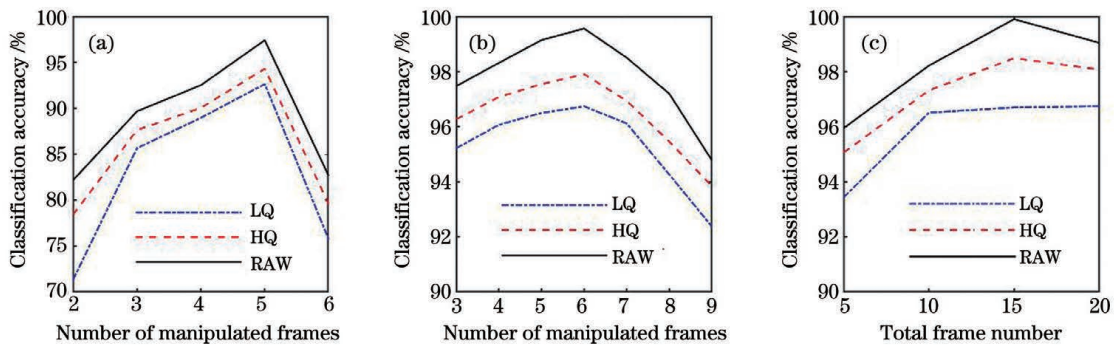 Classification accuracy /%
100
95
90
85
80
75
70
(a)
LQ
HQ
RAW
2 3 4 5 6
Number of manipulated frames
Classification accuracy /%
100
98
96
94
92
90
(b)
LQ
HQ
RAW
3 4 5 6 7 8 9
Number of manipulated frames
Classification accuracy /%
100
98
96
94
92
90
(c)
LQ
HQ
RAW
5 10 15 20
Total frame number